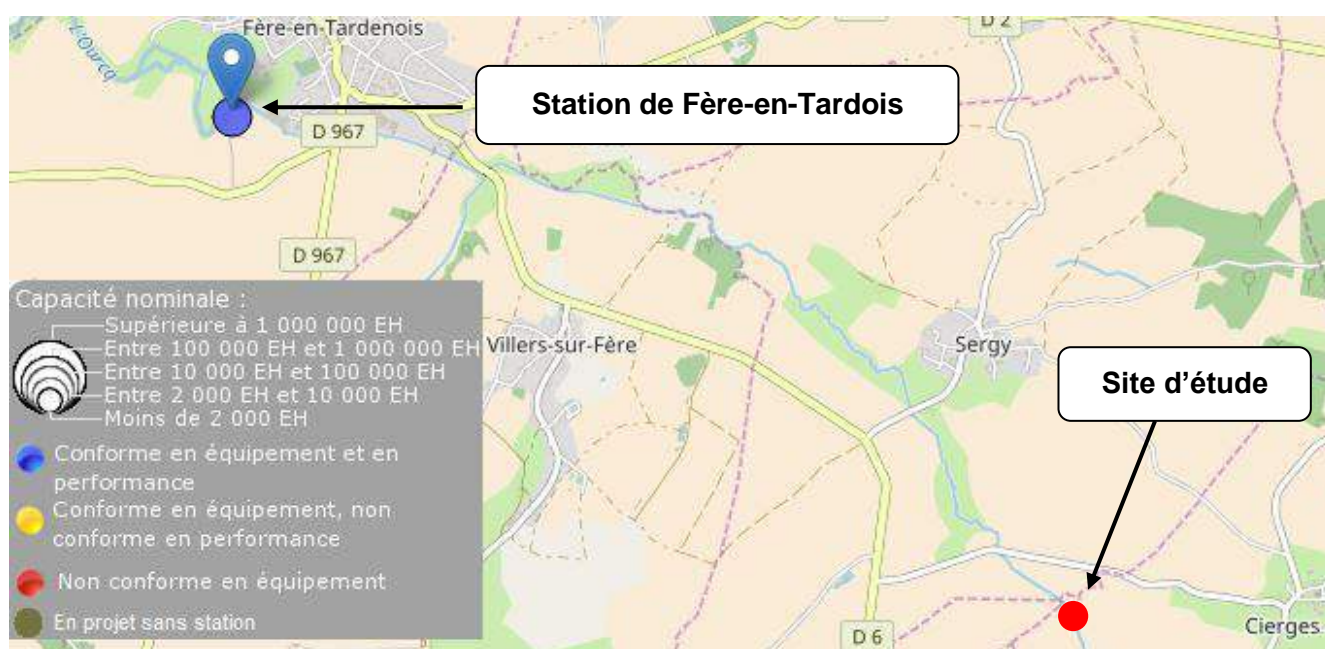 Fère-en-Tardenois
D 2
L'Ourcq
Station de Fère-en-Tardois
D 967
D 967
Capacité nominale :
Supérieure à 1 000 000 EH
Entre 100 000 EH et 1 000 000 EH
Entre 10 000 EH et 100 000 EH
Entre 2 000 EH et 10 000 EH
Moins de 2 000 EH
Villers-sur-Fère
Sergy
Site d'étude
Conforme en équipement et en
performance
Conforme en équipement, non
conforme en performance
Non conforme en équipement
En projet sans station
D 6
Cierges